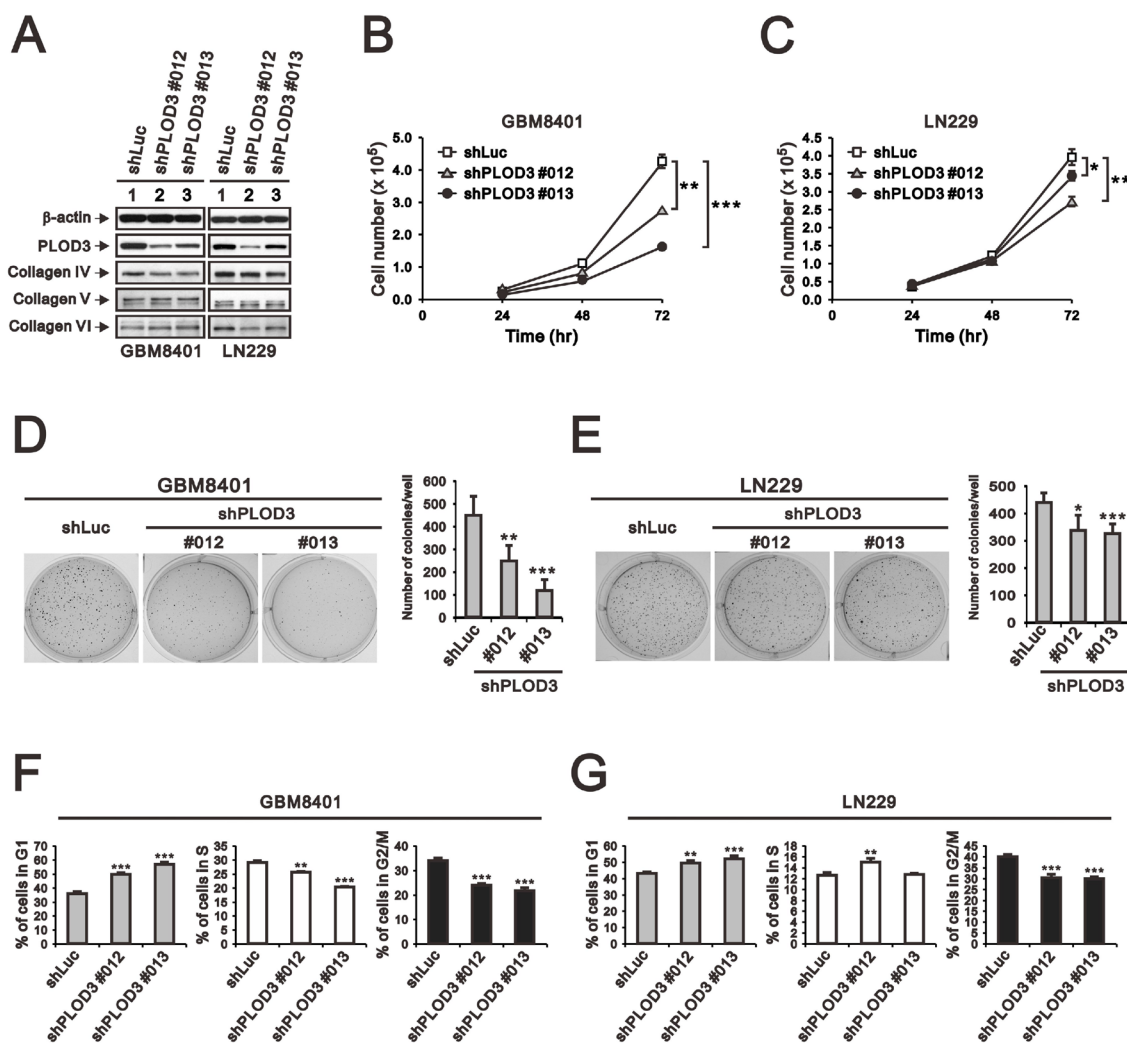 A
shLuc
shPLOD3 #012
shPLOD3 #013
shLuc
shPLOD3 #012
shPLOD3 #013
1 2 3 1 2 3
β-actin
PLOD3
Collagen IV
Collagen V
Collagen VI
GBM8401 LN229
B
GBM8401
shLuc
shPLOD3 #012
shPLOD3 #013
Cell number (x 10⁵)
5.0
4.0
3.0
2.0
1.0
0.0
0 24 48 72
Time (hr)
**
***
C
LN229
shLuc
shPLOD3 #012
shPLOD3 #013
Cell number (x 10⁵)
4.5
4.0
3.5
3.0
2.5
2.0
1.5
1.0
0.5
0.0
0 24 48 72
Time (hr)
*
**
D
GBM8401
shLuc
shPLOD3
#012 #013
Number of colonies/well
600
500
400
300
200
100
0
**
***
shLuc
#012
#013
shPLOD3
E
LN229
shLuc
shPLOD3
#012 #013
Number of colonies/well
500
400
300
200
100
0
*
***
shLuc
#012
#013
shPLOD3
F
GBM8401
% of cells in G1
70
60
50
40
30
20
10
0
***
***
shLuc
shPLOD3 #012
shPLOD3 #013
% of cells in S
35
30
25
20
15
10
5
0
**
***
shLuc
shPLOD3 #012
shPLOD3 #013
% of cells in G2/M
40
30
20
10
0
***
***
shLuc
shPLOD3 #012
shPLOD3 #013
G
LN229
% of cells in G1
70
60
50
40
30
20
10
0
**
***
shLuc
shPLOD3 #012
shPLOD3 #013
% of cells in S
18
16
14
12
10
8
6
4
2
0
**
shLuc
shPLOD3 #012
shPLOD3 #013
% of cells in G2/M
45
40
35
30
25
20
15
10
5
0
***
***
shLuc
shPLOD3 #012
shPLOD3 #013